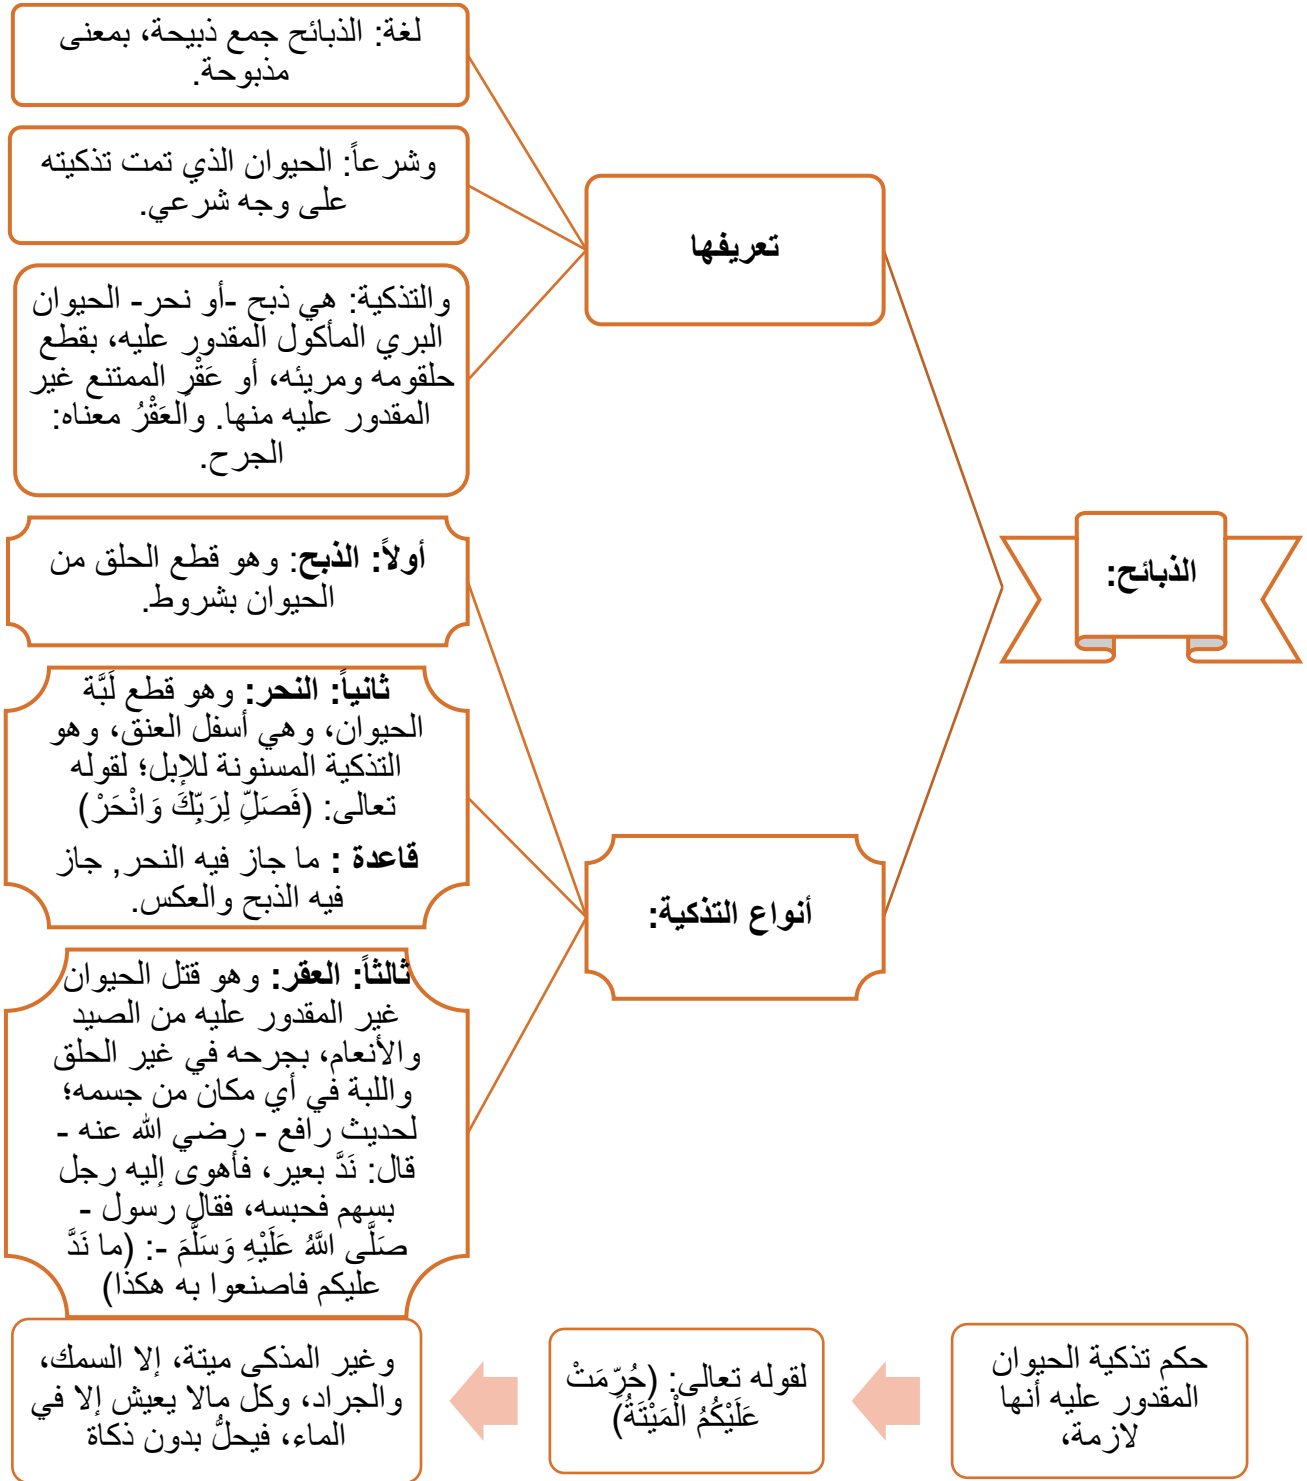 الذبائح:
تعريفها
لغة: الذبائح جمع ذبيحة، بمعنى
مذبوحة.
وشرعاً: الحيوان الذي تمت تذكيته
على وجه شرعي.
والتذكية: هي ذبح -أو نحر- الحيوان
البري المأكول المقدور عليه، بقطع
حلقومه ومريئه، أو عَقْرِ الممتنع غير
المقدور عليه منها. والعَقْرُ معناه:
الجرح.
أنواع التذكية:
أولاً: الذبح: وهو قطع الحلق من
الحيوان بشروط.
ثانياً: النحر: وهو قطع لَبَّة
الحيوان، وهي أسفل العنق، وهو
التذكية المسنونة للإبل؛ لقوله
تعالى: (فَصَلِّ لِرَبِّكَ وَانْحَرْ)
قاعدة : ما جاز فيه النحر, جاز
فيه الذبح والعكس.
ثالثاً: العقر: وهو قتل الحيوان
غير المقدور عليه من الصيد
والأنعام، بجرحه في غير الحلق
واللبة في أي مكان من جسمه؛
لحديث رافع - رضي الله عنه -
قال: نَدَّ بعير، فأهوى إليه رجل
بسهم فحبسه، فقال رسول -
صَلَّى اللَّهُ عَلَيْهِ وَسَلَّمَ -: (ما نَدَّ
عليكم فاصنعوا به هكذا)
حكم تذكية الحيوان
المقدور عليه أنها
لازمة،
لقوله تعالى: (حُرِّمَتْ
عَلَيْكُمُ الْمَيْتَةُ)
وغير المذكى ميتة، إلا السمك،
والجراد، وكل مالا يعيش إلا في
الماء، فيحلُّ بدون ذكاة